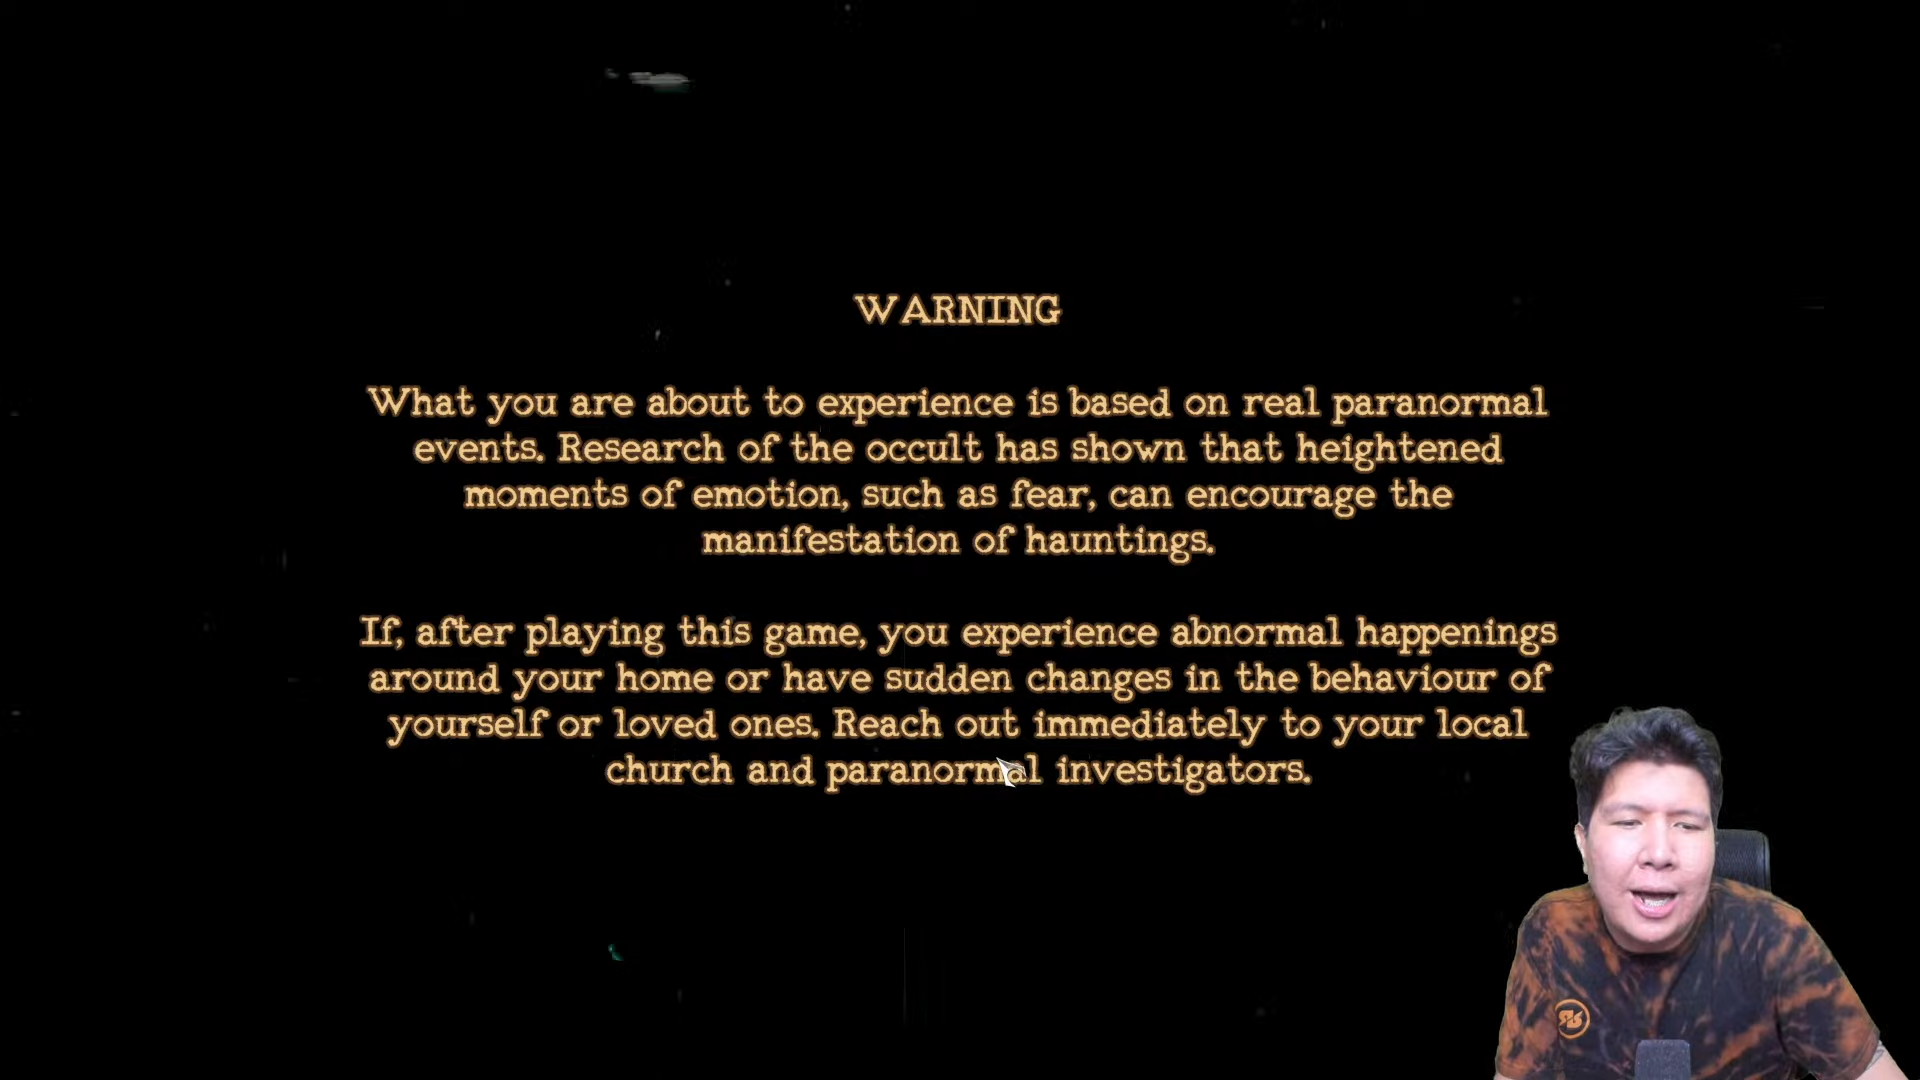 WARNING
What you are about to experience is based on real paranormal
events. Research of the occult has shown that heightened
moments of emotion, such as fear, can encourage the
manifestation of hauntings.
If, after playing this game, you experience abnormal happenings
around your home or have sudden changes in the behaviour of
yourself or loved ones. Reach out immediately to your local
church and paranormal investigators.